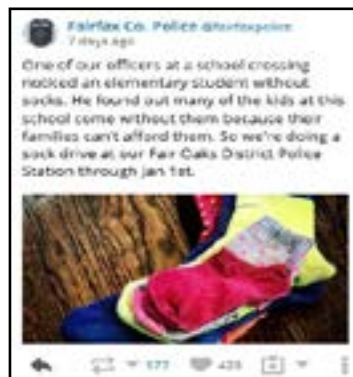 Fairfax Co. Police @fairfaxpolice
7 days ago
One of our officers at a school crossing
noticed an elementary student without
socks. He found out many of the kids at this
school come without them because their
families can't afford them. So we're doing a
sock drive at our Fair Oaks District Police
Station through Jan 1st.
577 425